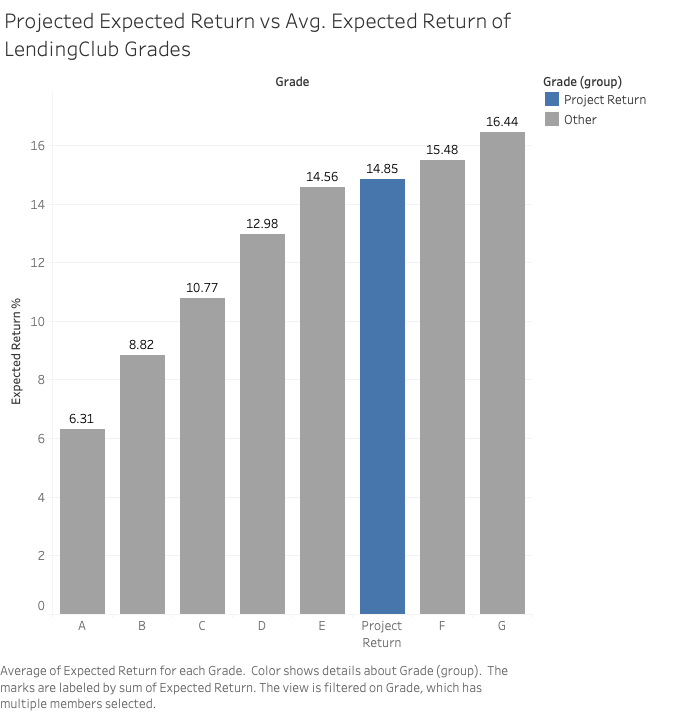 Projected Expected Return vs Avg. Expected Return of
LendingClub Grades
Grade
Grade (group)
Project Return
Other
Expected Return %
16
14
12
10
8
6
4
2
0
6.31
8.82
10.77
12.98
14.56
14.85
15.48
16.44
A
B
C
D
E
Project
Return
F
G
Average of Expected Return for each Grade.  Color shows details about Grade (group).  The
marks are labeled by sum of Expected Return. The view is filtered on Grade, which has
multiple members selected.